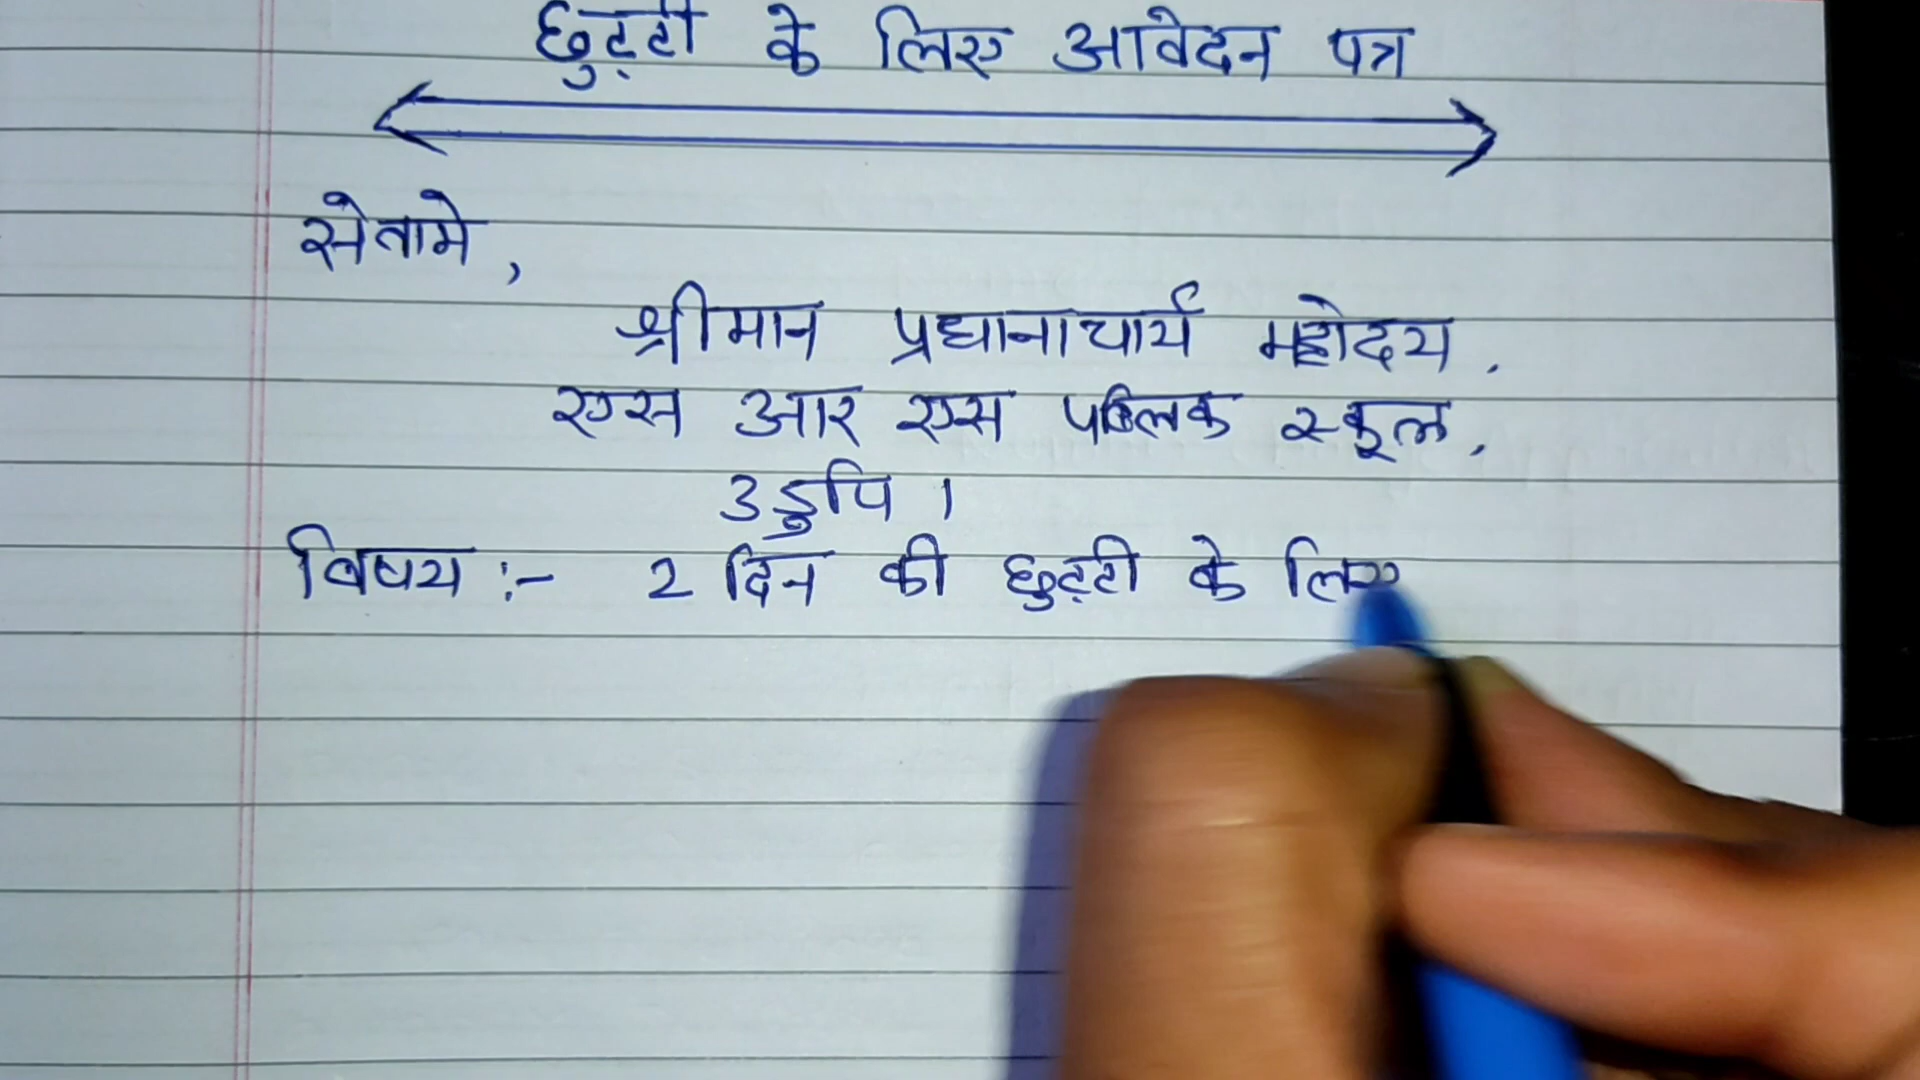 छुट्टी के लिए आवेदन पत्र
सेवामे,
श्रीमान प्रधानाचार्य महोदय,
एस आर एस पब्लिक स्कूल,
उडुपि ।
विषय :- 2 दिन की छुट्टी के लिए